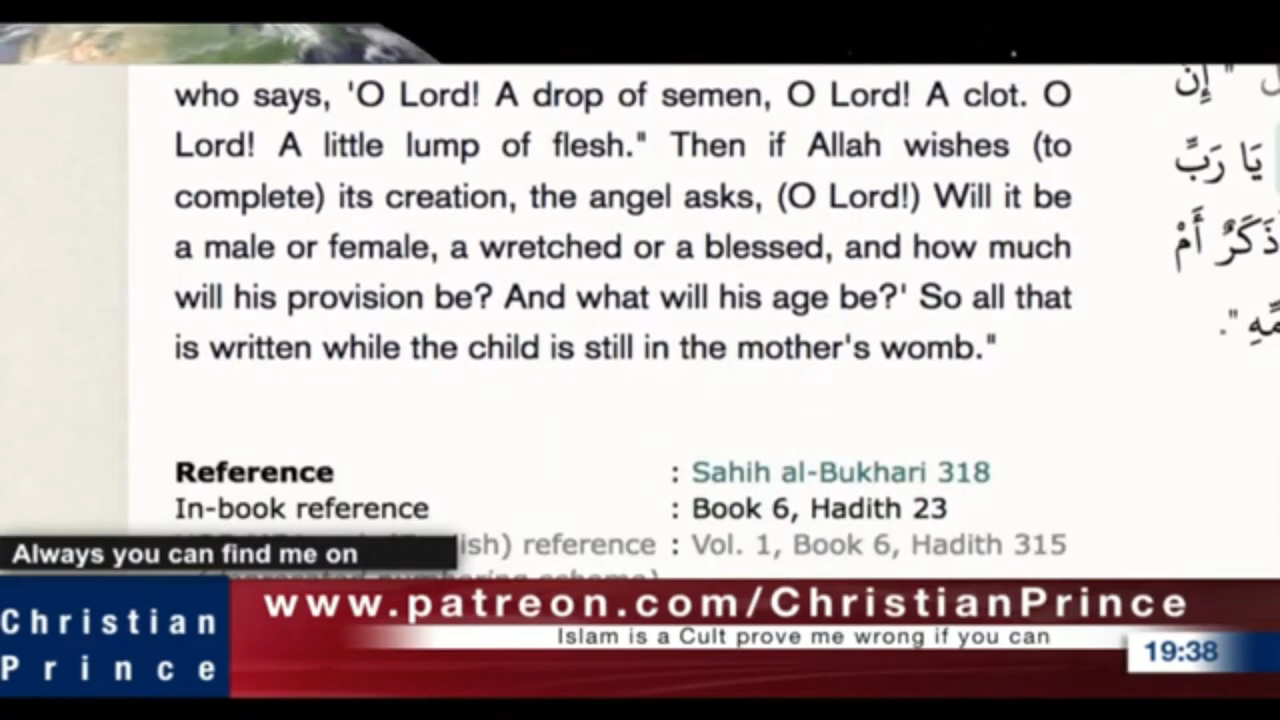 who says, 'O Lord! A drop of semen, O Lord! A clot. O
Lord! A little lump of flesh." Then if Allah wishes (to
complete) its creation, the angel asks, (O Lord!) Will it be
a male or female, a wretched or a blessed, and how much
will his provision be? And what will his age be?' So all that
is written while the child is still in the mother's womb."
إِن
يَا رَبِّ
ذَكَرٌ أَمْ
Reference : Sahih al-Bukhari 318
In-book reference : Book 6, Hadith 23
reference : Vol. 1, Book 6, Hadith 315
Always you can find me on
www.patreon.com/ChristianPrince
Islam is a Cult prove me wrong if you can
Christian
Prince
19:38